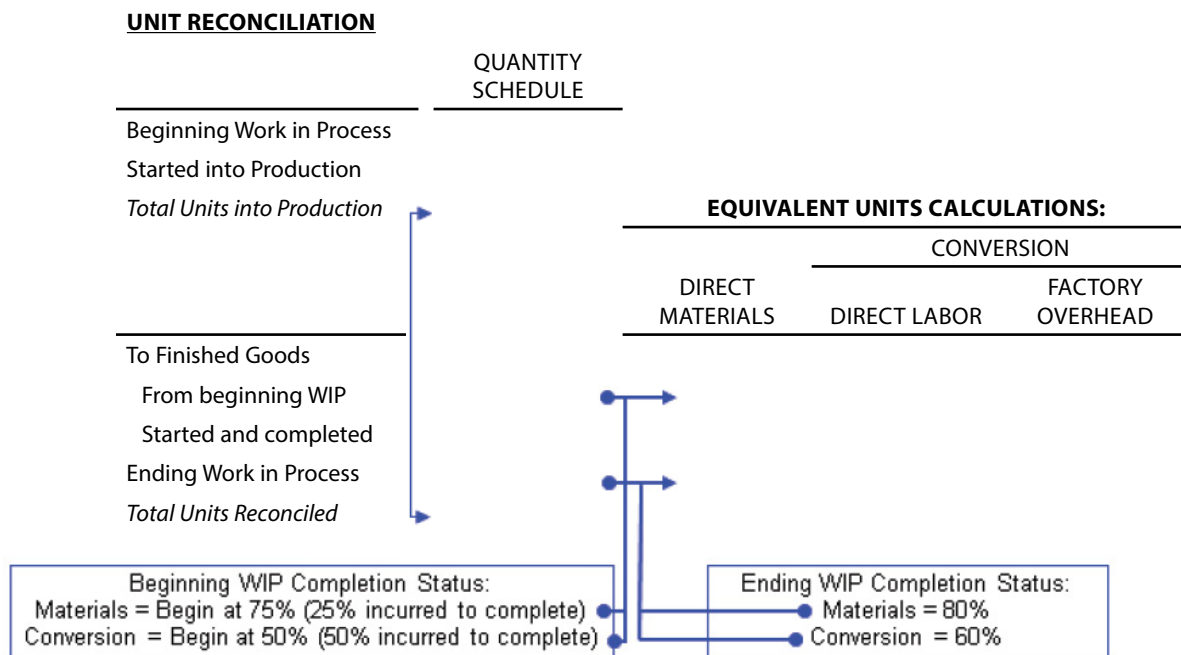 UNIT RECONCILIATION
QUANTITY
SCHEDULE
Beginning Work in Process
Started into Production
Total Units into Production
EQUIVALENT UNITS CALCULATIONS:
CONVERSION
DIRECT
MATERIALS
DIRECT LABOR
FACTORY
OVERHEAD
To Finished Goods
From beginning WIP
Started and completed
Ending Work in Process
Total Units Reconciled
Beginning WIP Completion Status:
Materials = Begin at 75% (25% incurred to complete)
Conversion = Begin at 50% (50% incurred to complete)
Ending WIP Completion Status:
Materials = 80%
Conversion = 60%